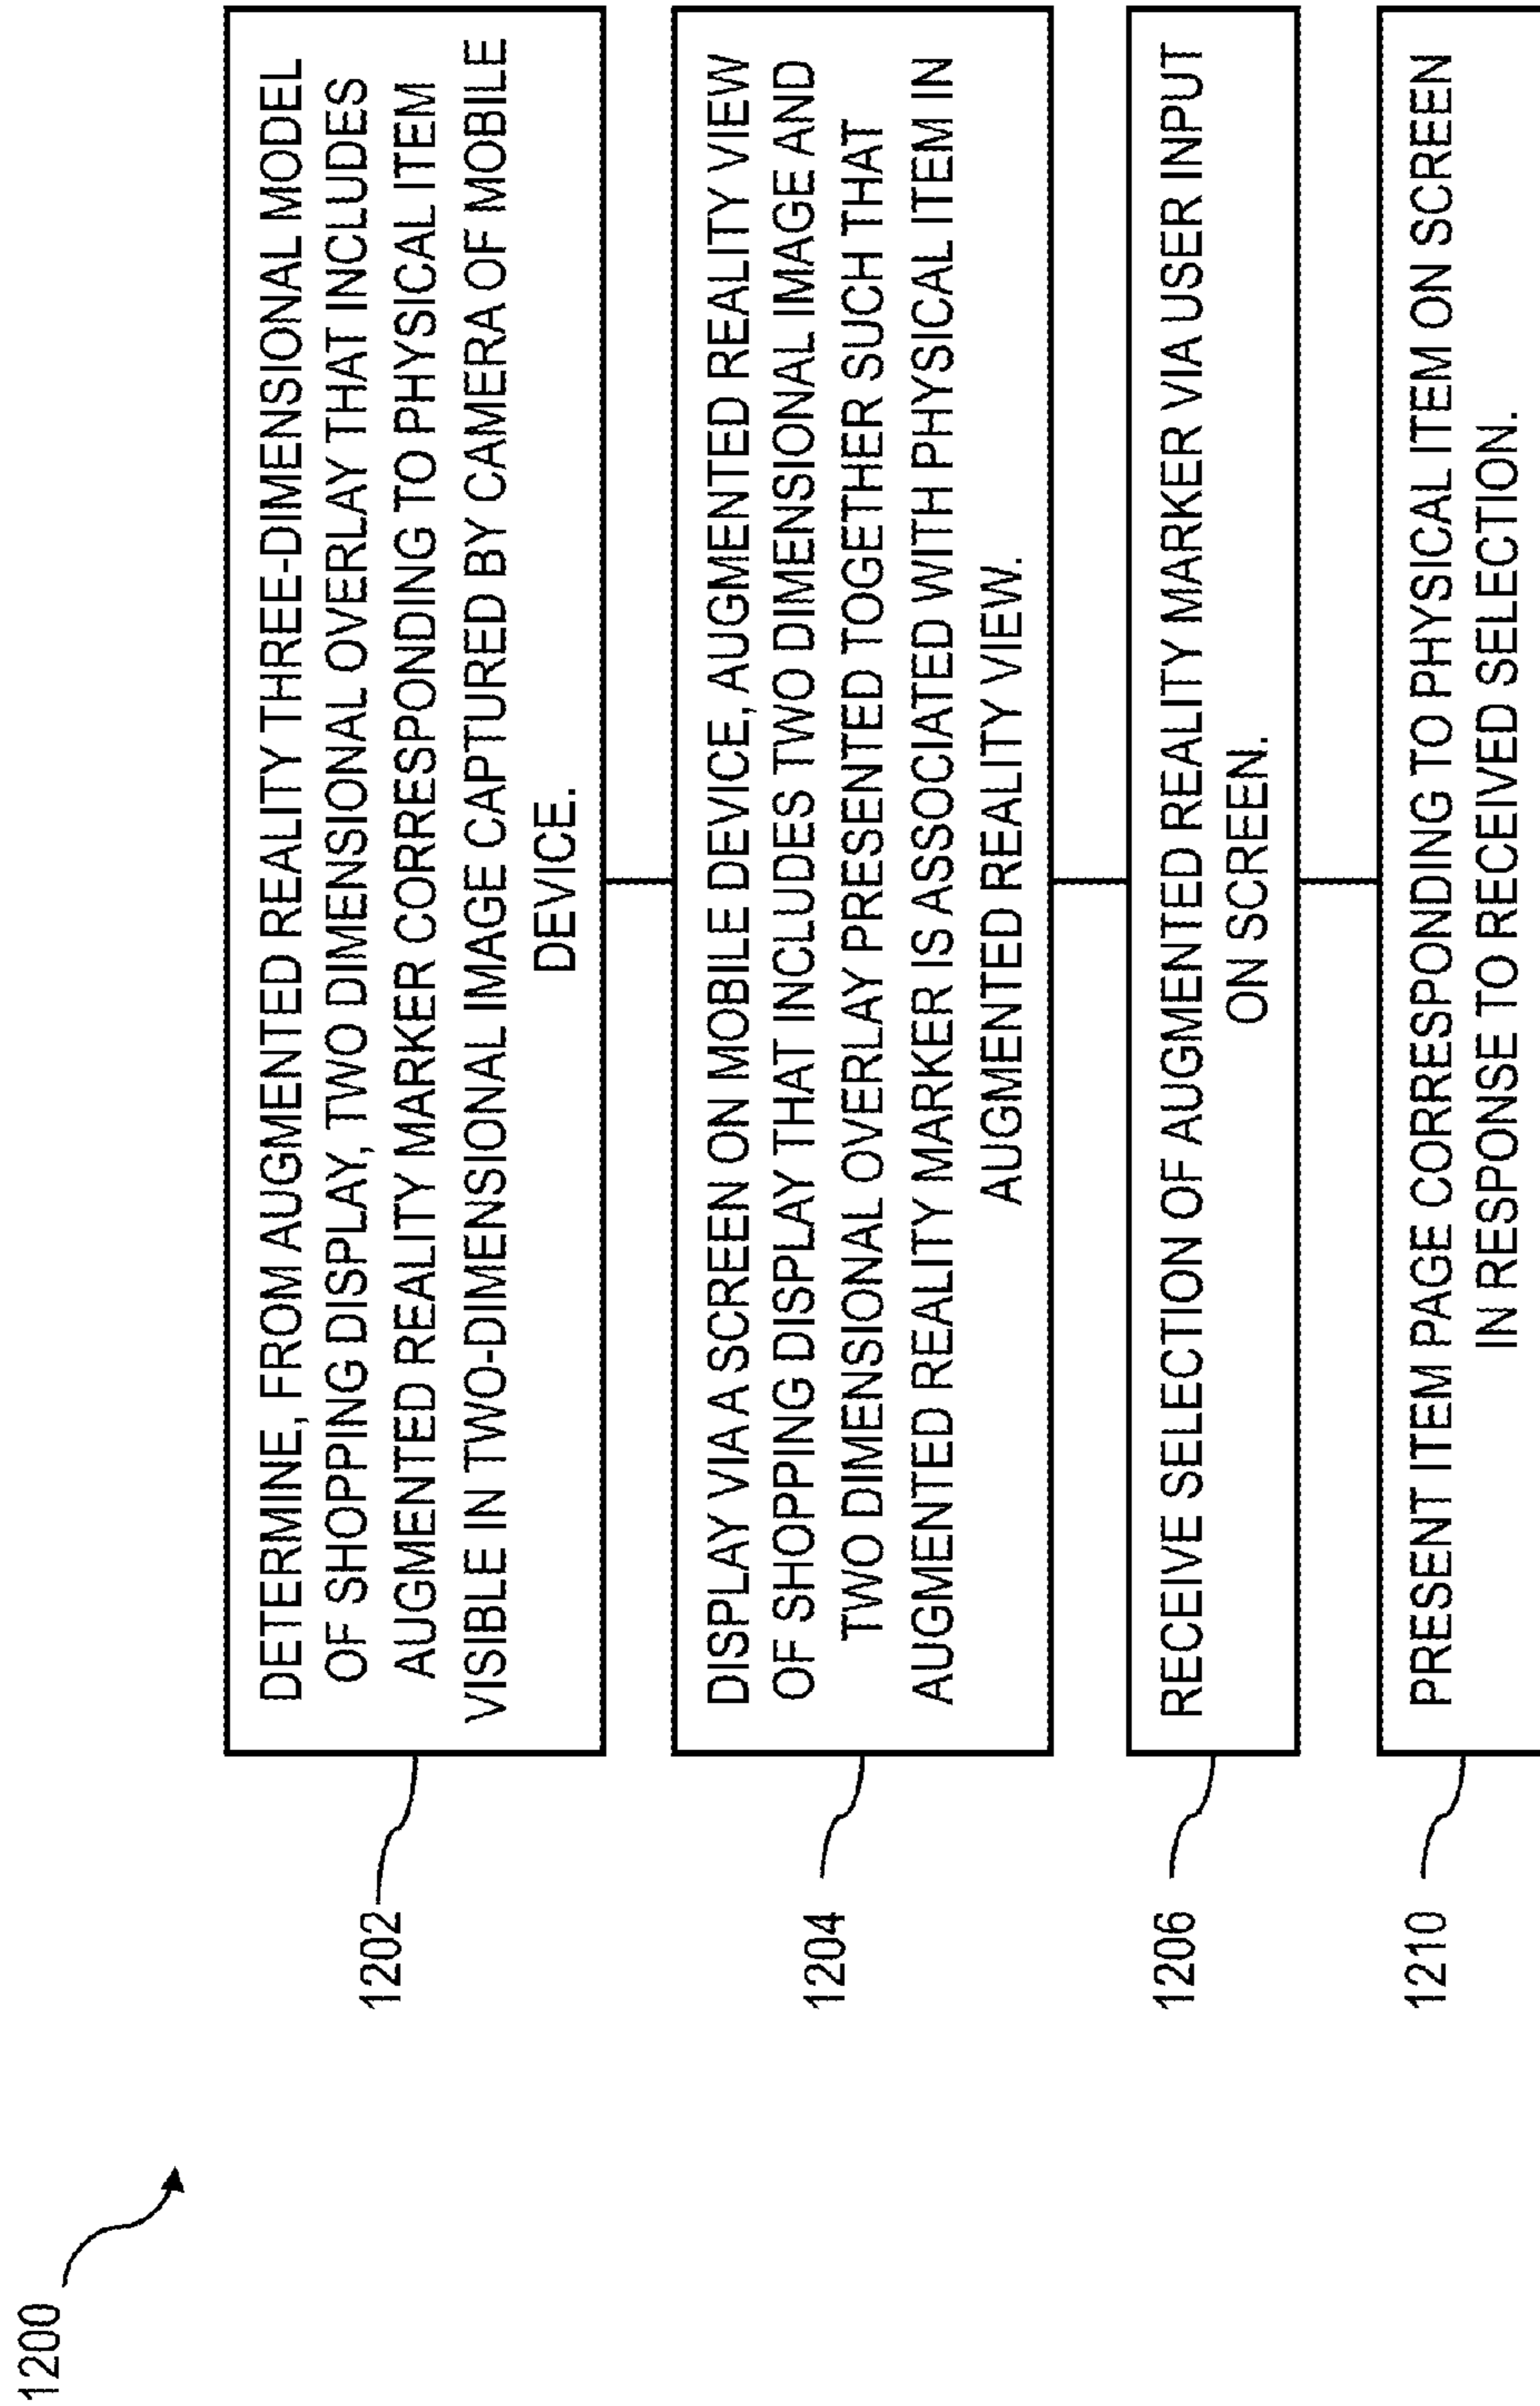 1200
1202
DETERMINE, FROM AUGMENTED REALITY THREE-DIMENSIONAL MODEL
OF SHOPPING DISPLAY, TWO DIMENSIONAL OVERLAY THAT INCLUDES
AUGMENTED REALITY MARKER CORRESPONDING TO PHYSICAL ITEM
VISIBLE IN TWO-DIMENSIONAL IMAGE CAPTURED BY CAMERA OF MOBILE
DEVICE.
1204
DISPLAY VIA A SCREEN ON MOBILE DEVICE, AUGMENTED REALITY VIEW
OF SHOPPING DISPLAY THAT INCLUDES TWO DIMENSIONAL IMAGE AND
TWO DIMENSIONAL OVERLAY PRESENTED TOGETHER SUCH THAT
AUGMENTED REALITY MARKER IS ASSOCIATED WITH PHYSICAL ITEM IN
AUGMENTED REALITY VIEW.
1206
RECEIVE SELECTION OF AUGMENTED REALITY MARKER VIA USER INPUT
ON SCREEN.
1210
PRESENT ITEM PAGE CORRESPONDING TO PHYSICAL ITEM ON SCREEN
IN RESPONSE TO RECEIVED SELECTION.